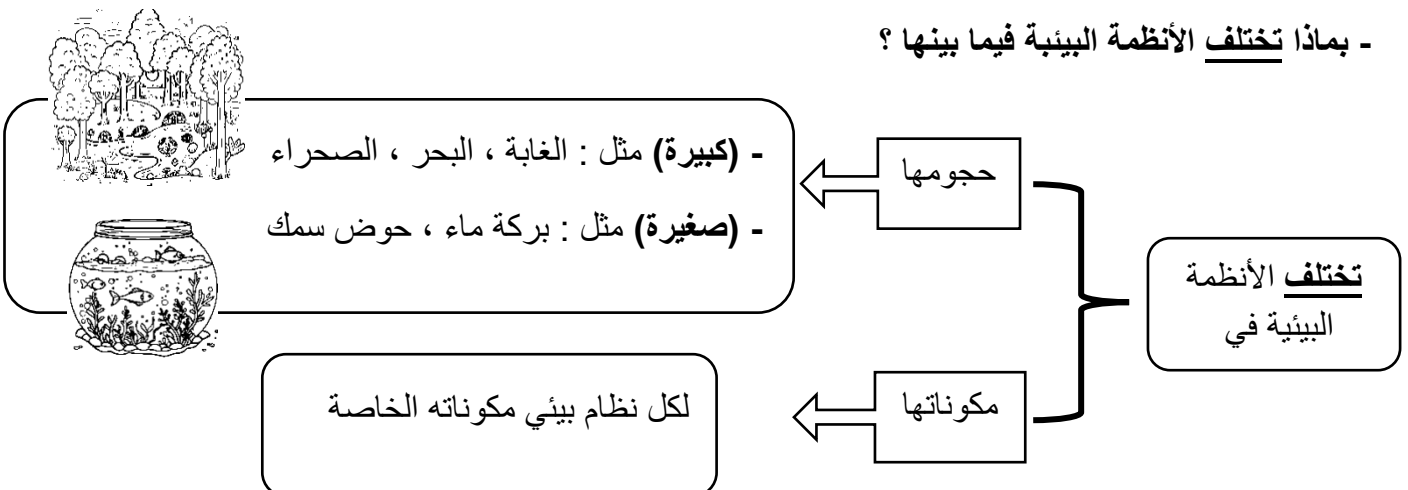 - بماذا تختلف الأنظمة البيئية فيما بينها ؟
تختلف الأنظمة
البيئية في
حجومها
- (كبيرة) مثل : الغابة ، البحر ، الصحراء
- (صغيرة) مثل : بركة ماء ، حوض سمك
مكوناتها
لكل نظام بيئي مكوناته الخاصة